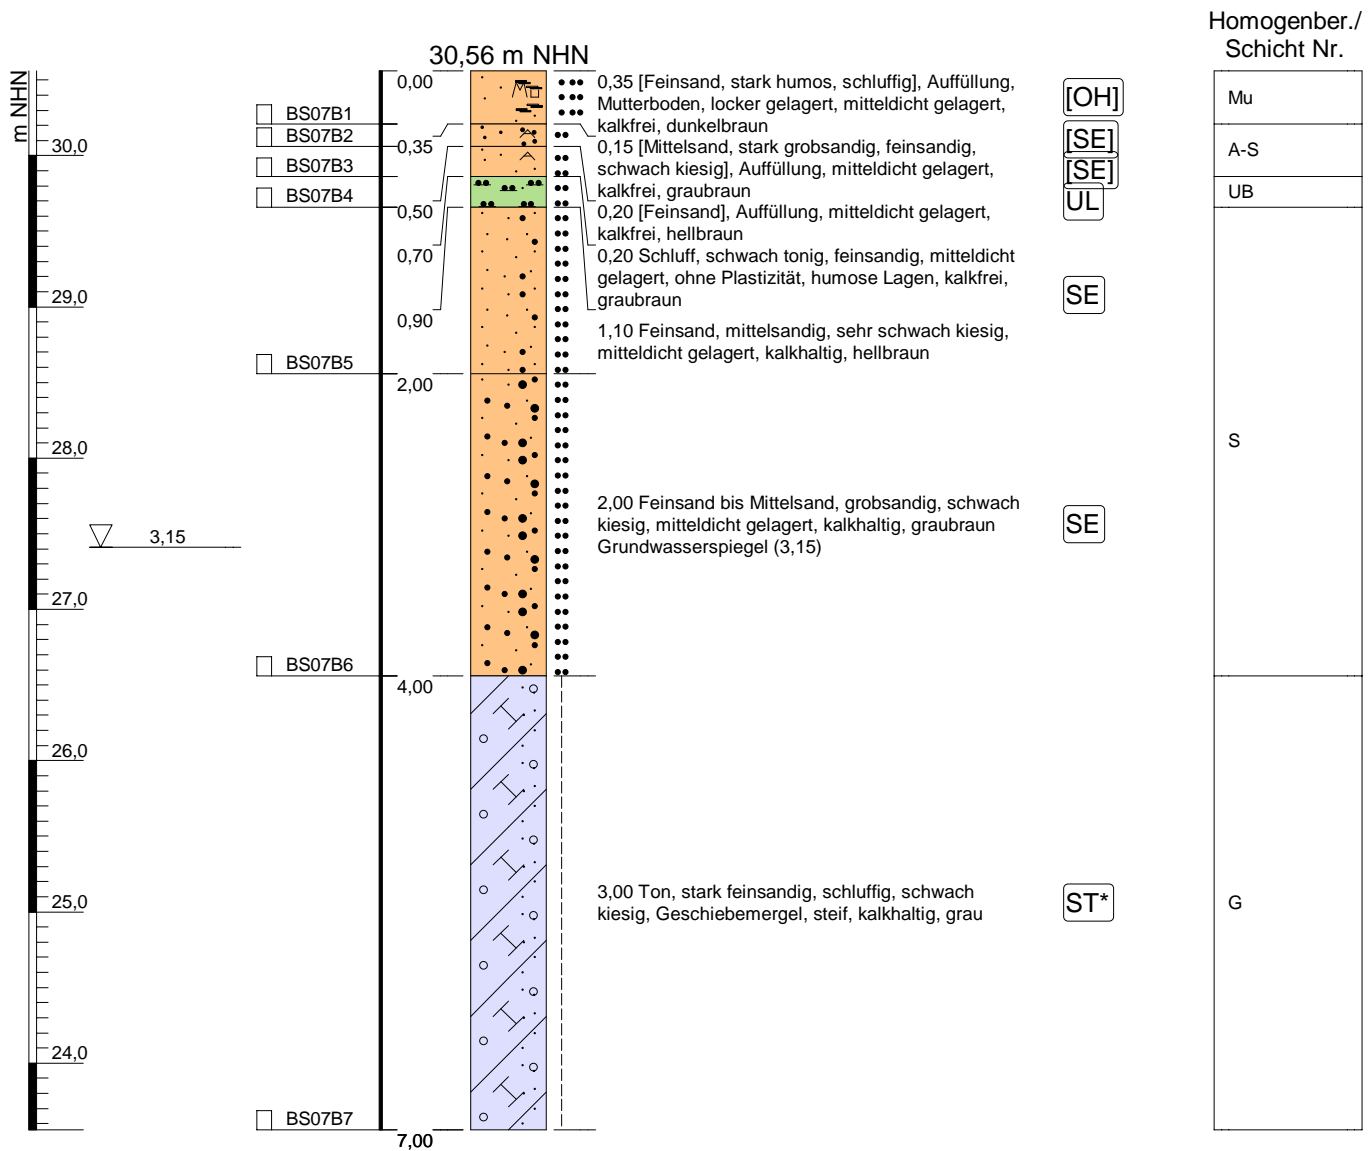 Homogenber./
Schicht Nr.
30,56 m NHN
m NHN
30,0
29,0
28,0
27,0
26,0
25,0
24,0
3,15
BS07B1
BS07B2
BS07B3
BS07B4
BS07B5
BS07B6
BS07B7
0,00
0,35
0,50
0,70
0,90
2,00
4,00
7,00
0,35 [Feinsand, stark humos, schluffig], Auffüllung,
Mutterboden, locker gelagert, mitteldicht gelagert,
kalkfrei, dunkelbraun
0,15 [Mittelsand, stark grobsandig, feinsandig,
schwach kiesig], Auffüllung, mitteldicht gelagert,
kalkfrei, graubraun
0,20 [Feinsand], Auffüllung, mitteldicht gelagert,
kalkfrei, hellbraun
0,20 Schluff, schwach tonig, feinsandig, mitteldicht
gelagert, ohne Plastizität, humose Lagen, kalkfrei,
graubraun
1,10 Feinsand, mittelsandig, sehr schwach kiesig,
mitteldicht gelagert, kalkhaltig, hellbraun
2,00 Feinsand bis Mittelsand, grobsandig, schwach
kiesig, mitteldicht gelagert, kalkhaltig, graubraun
Grundwasserspiegel (3,15)
3,00 Ton, stark feinsandig, schluffig, schwach
kiesig, Geschiebemergel, steif, kalkhaltig, grau
[OH]
[SE]
[SE]
UL
SE
SE
ST*
Mu
A-S
UB
S
G